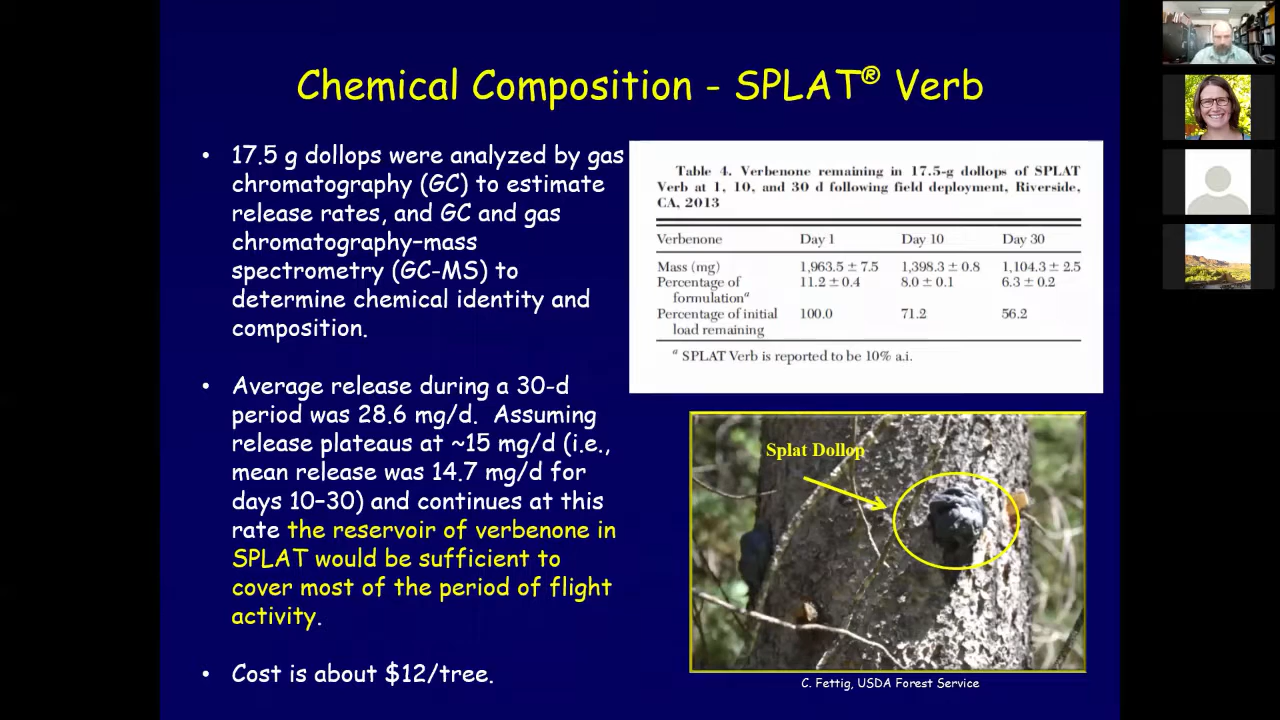 Chemical Composition - SPLAT® Verb
• 17.5 g dollops were analyzed by gas
chromatography (GC) to estimate
release rates, and GC and gas
chromatography–mass
spectrometry (GC-MS) to
determine chemical identity and
composition.
• Average release during a 30-d
period was 28.6 mg/d. Assuming
release plateaus at ~15 mg/d (i.e.,
mean release was 14.7 mg/d for
days 10–30) and continues at this
rate the reservoir of verbenone in
SPLAT would be sufficient to
cover most of the period of flight
activity.
• Cost is about $12/tree.
Table 4. Verbenone remaining in 17.5-g dollops of SPLAT
Verb at 1, 10, and 30 d following field deployment, Riverside,
CA, 2013
Verbenone Day 1 Day 10 Day 30
Mass (mg) 1,963.5 ± 7.5 1,398.3 ± 0.8 1,104.3 ± 2.5
Percentage of 11.2 ± 0.4 8.0 ± 0.1 6.3 ± 0.2
formulationᵃ
Percentage of initial 100.0 71.2 56.2
load remaining
ᵃ SPLAT Verb is reported to be 10% a.i.
Splat Dollop
C. Fettig, USDA Forest Service